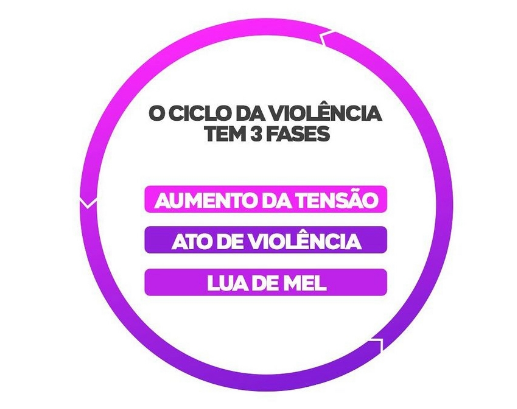 O CICLO DA VIOLÊNCIA
TEM 3 FASES
AUMENTO DA TENSÃO
ATO DE VIOLÊNCIA
LUA DE MEL